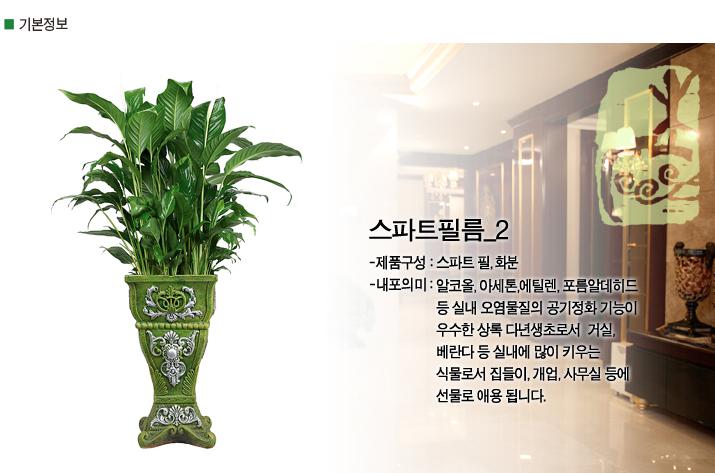 기본정보
스파트필름_2
-제품구성 : 스파트 필, 화분
-내포의미 : 알코올, 아세톤,에틸렌, 포름알데히드
등 실내 오염물질의 공기정화 기능이
우수한 상록 다년생초로서 거실,
베란다 등 실내에 많이 키우는
식물로서 집들이, 개업, 사무실 등에
선물로 애용 됩니다.